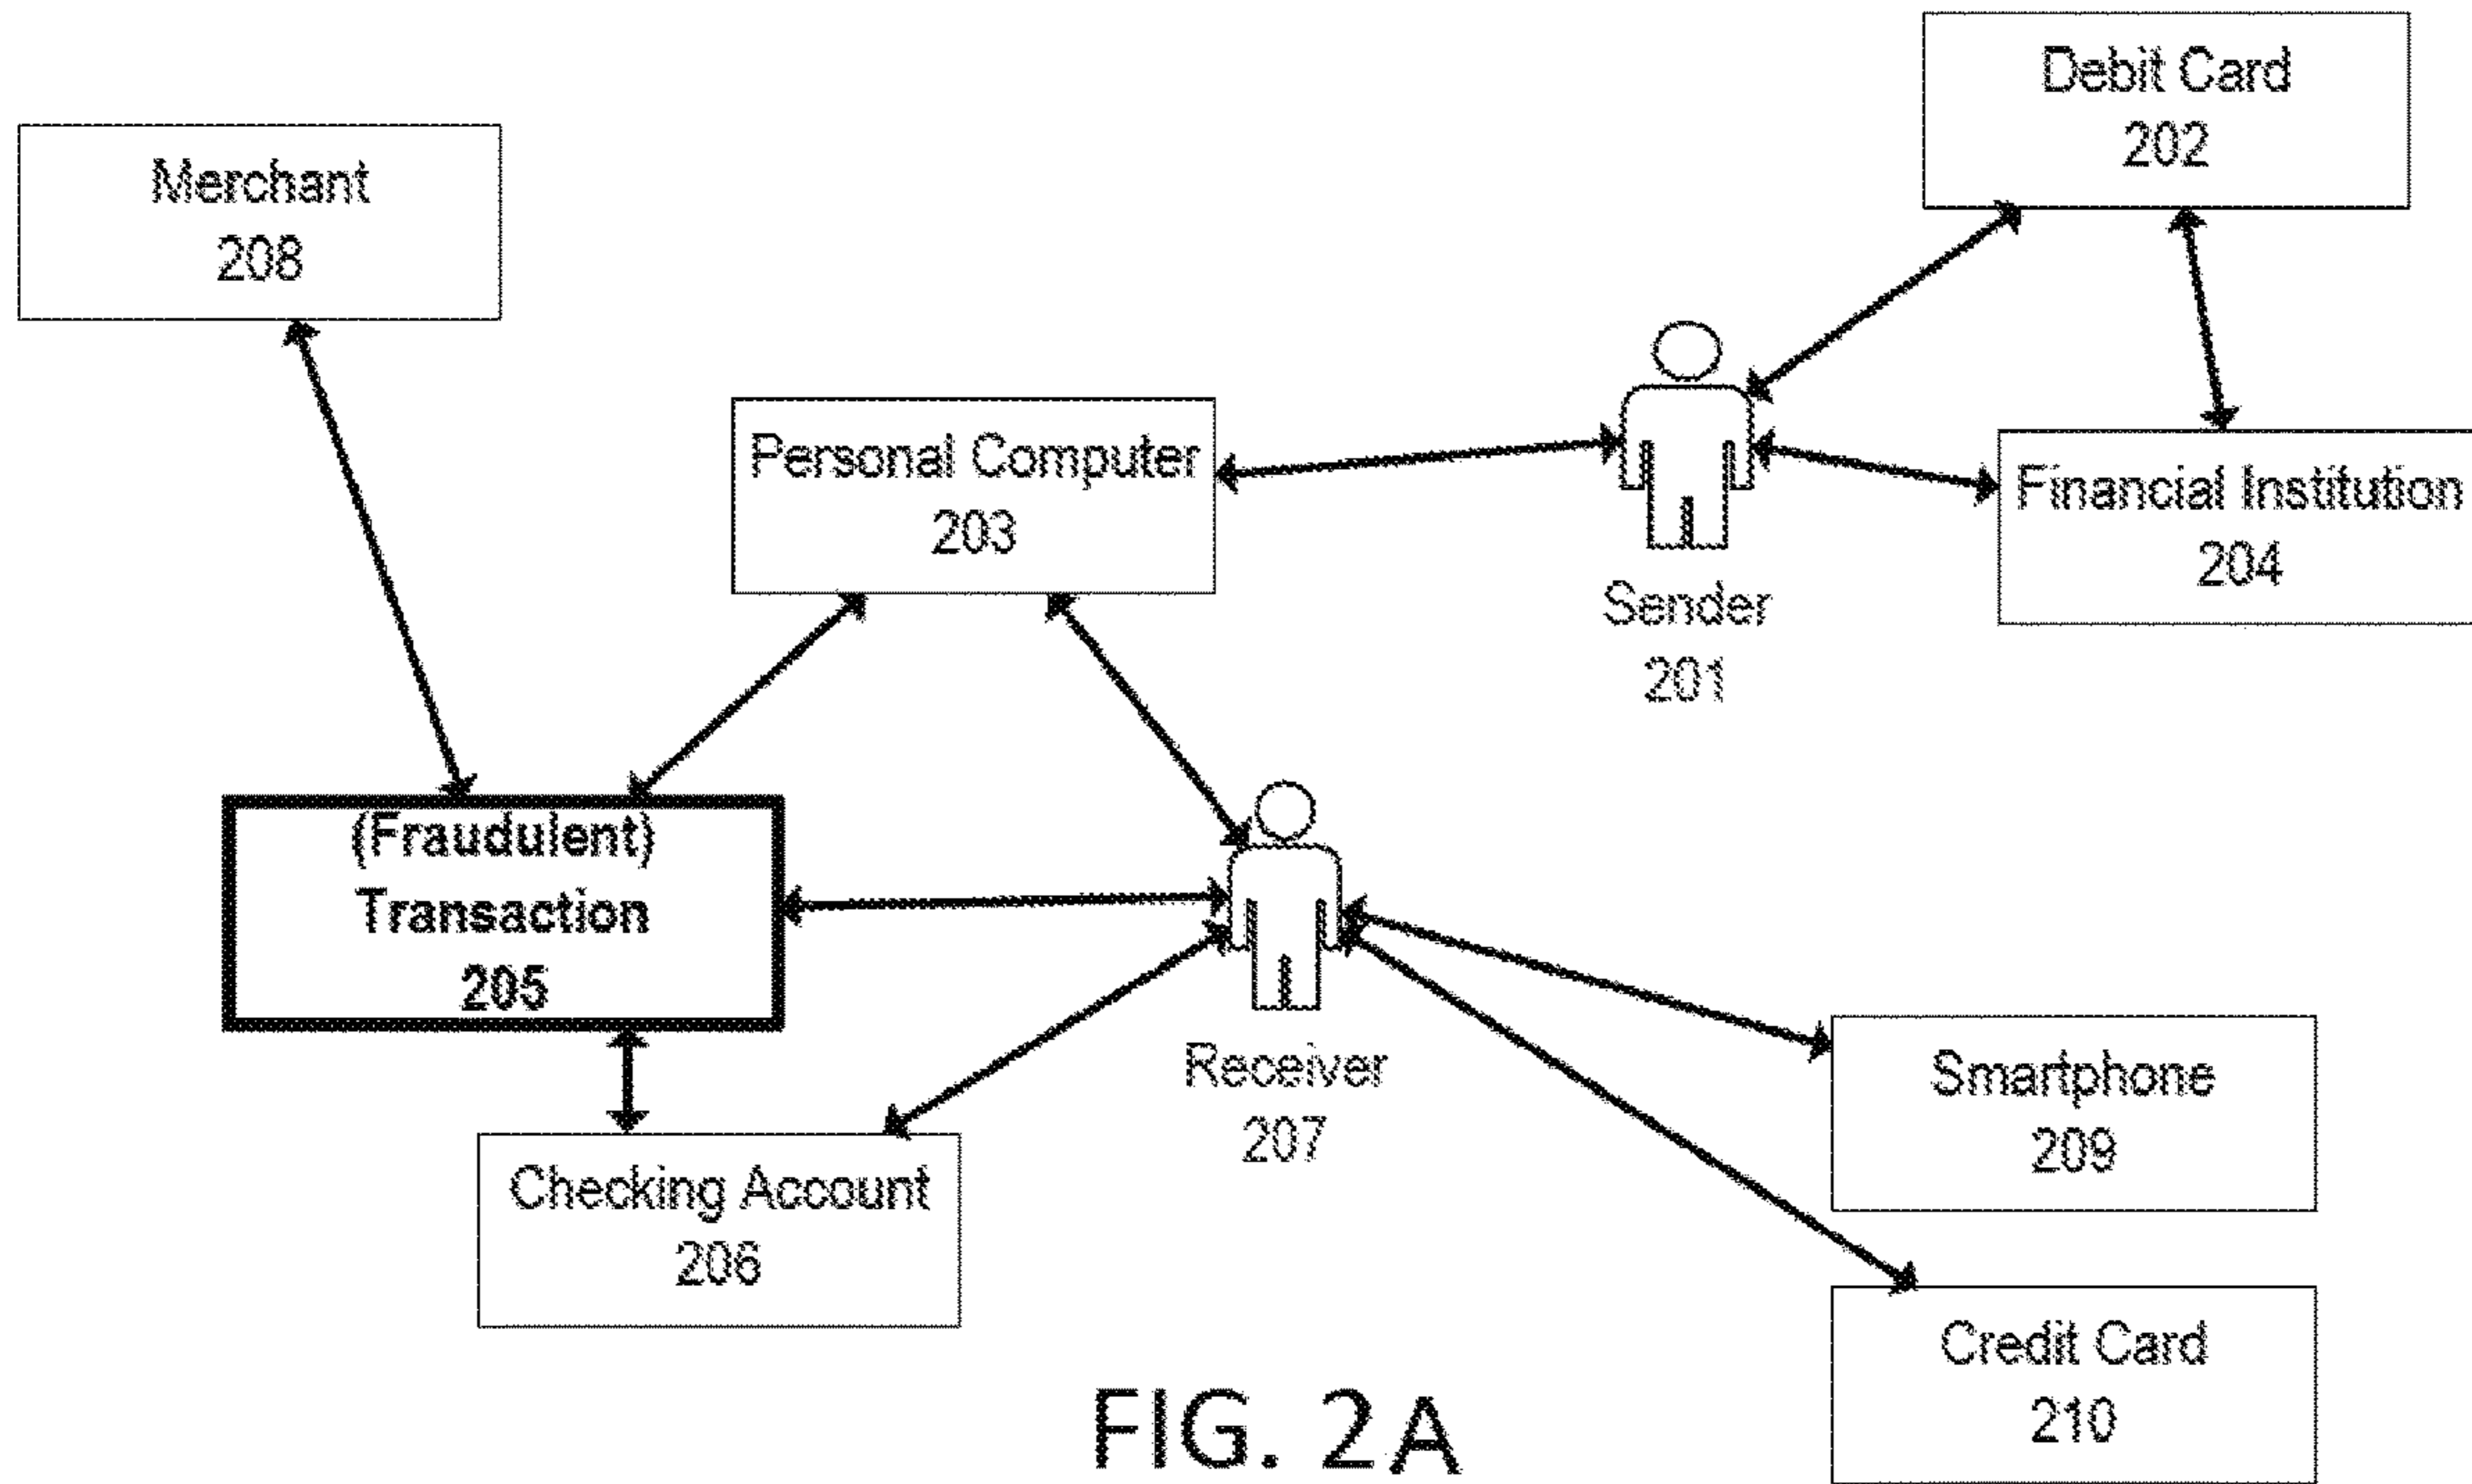 Debit Card
202
Merchant
208
Personal Computer
203
Financial Institution
204
Sender
201
(Fraudulent)
Transaction
205
Receiver
207
Smartphone
209
Checking Account
206
Credit Card
210
FIG. 2A